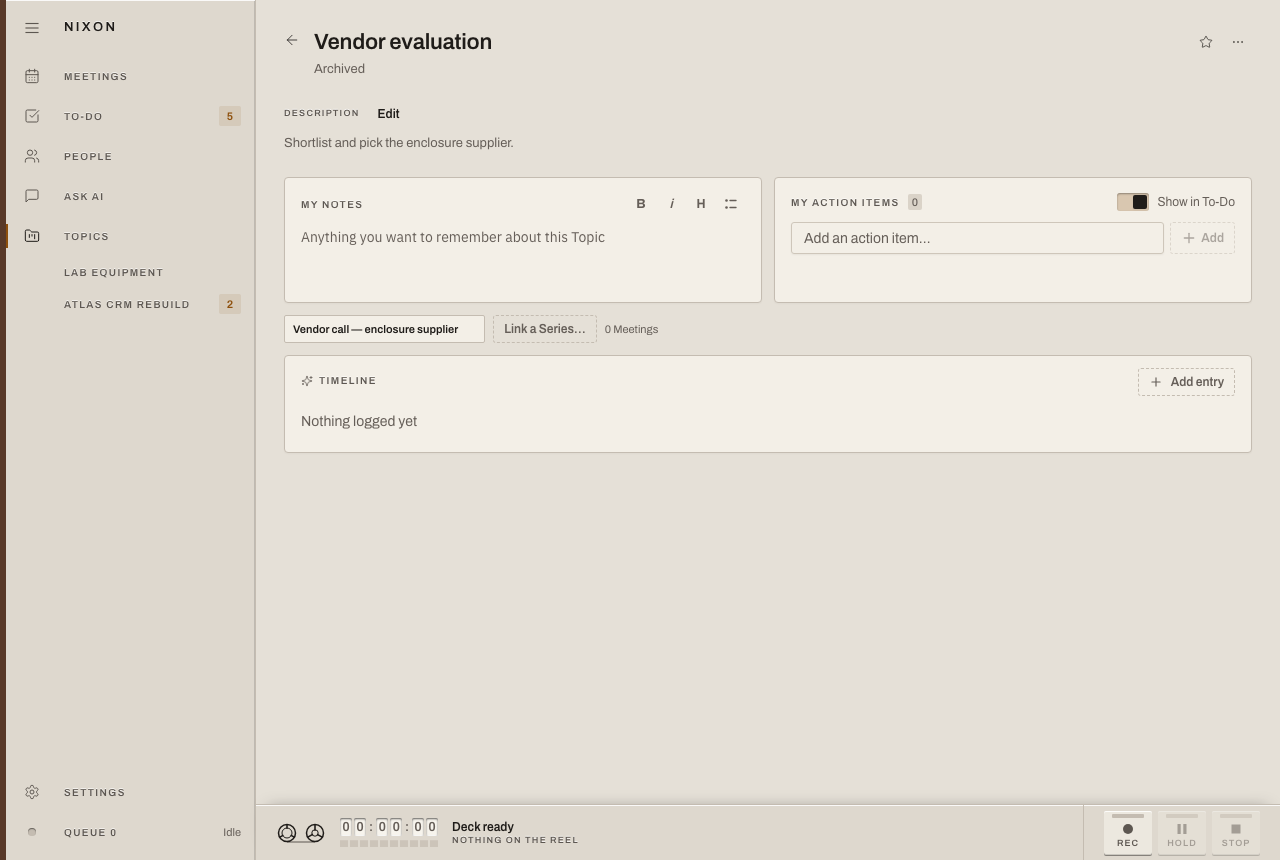 NIXON
MEETINGS
TO-DO 5
PEOPLE
ASK AI
TOPICS
LAB EQUIPMENT
ATLAS CRM REBUILD 2
SETTINGS
QUEUE 0 Idle
Vendor evaluation
Archived
DESCRIPTION Edit
Shortlist and pick the enclosure supplier.
MY NOTES B i H
Anything you want to remember about this Topic
MY ACTION ITEMS 0 Show in To-Do
Add an action item... Add
Vendor call — enclosure supplier Link a Series... 0 Meetings
TIMELINE Add entry
Nothing logged yet
00:00:00
Deck ready
NOTHING ON THE REEL
REC HOLD STOP